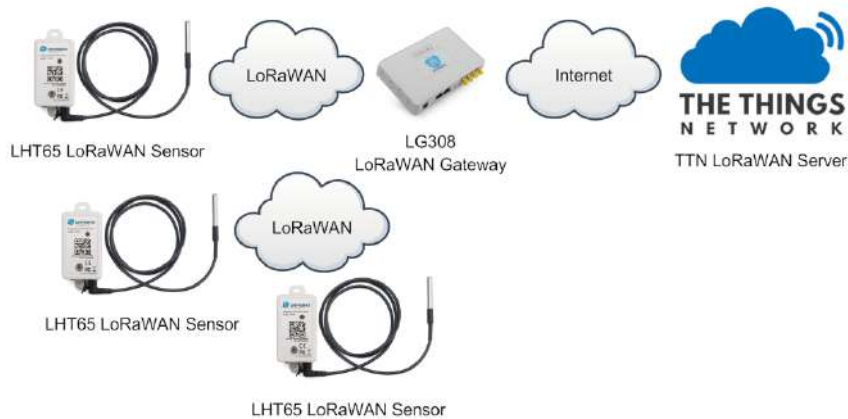 LoRaWAN
Internet
THE THINGS
NETWORK
LHT65 LoRaWAN Sensor
LG308
LoRaWAN Gateway
TTN LoRaWAN Server
LoRaWAN
LHT65 LoRaWAN Sensor
LHT65 LoRaWAN Sensor